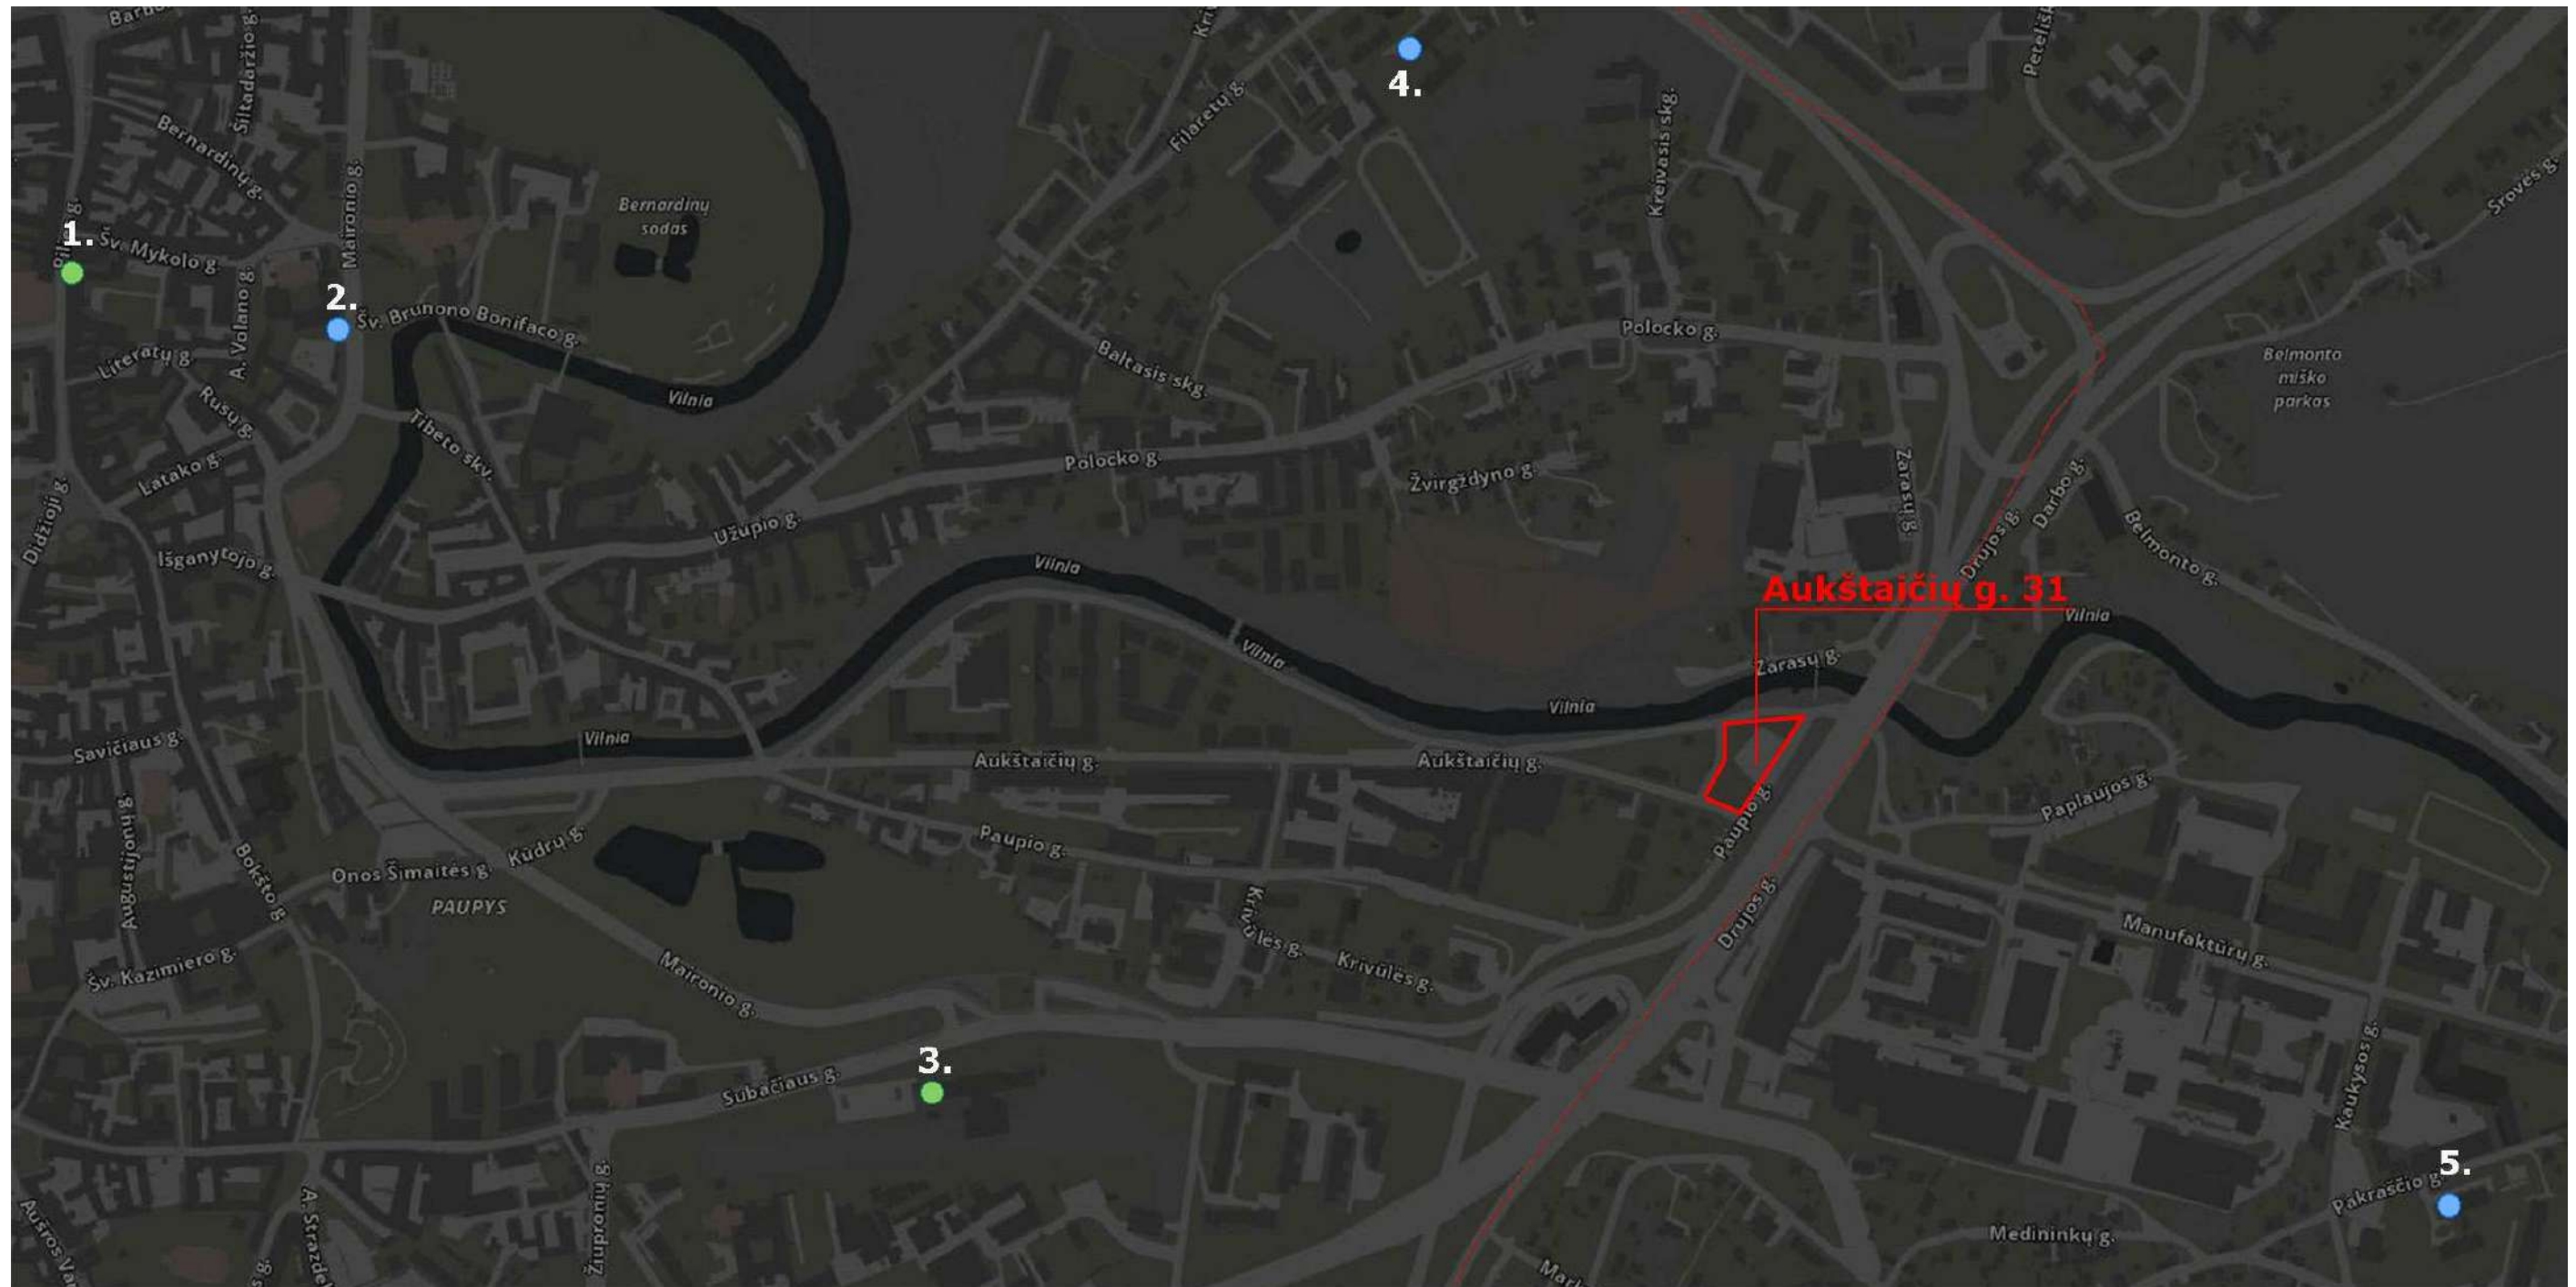 Šiltadaržio g.
Bernardinų g.
Maironio g.
Bernardinų
sodas
Filaretų g.
4.
Kreivasis skg.
Srovės g.
1.
Šv. Mykolo g.
A. Volano g.
2.
Šv. Brunono Bonifaco g.
Literatų g.
Rusų g.
Vilnia
Baltasis skg.
Polocko g.
Belmonto
miško
parkas
Tibeto skv.
Latako g.
Polocko g.
Žvirgždyno g.
Zarasų g.
Darbo g.
Didžioji g.
Užupio g.
Išganytojo g.
Vilnia
Drujos g.
Belmonto g.
Aukštaičių g. 31
Vilnia
Vilnia
Zarasų g.
Vilnia
Savičiaus g.
Vilnia
Aukštaičių g.
Aukštaičių g.
Paupio g.
Paplaujos g.
Augustijonų g.
Bokšto g.
Onos Šimaitės g.
Kūdrų g.
PAUPYS
Paupio g.
Krivūlės g.
Krivūlės g.
Drujos g.
Manufaktūrų g.
Šv. Kazimiero g.
Maironio g.
3.
Subačiaus g.
Kaukysos g.
5.
Pakraščio g.
Medininkų g.
Žiupronių g.